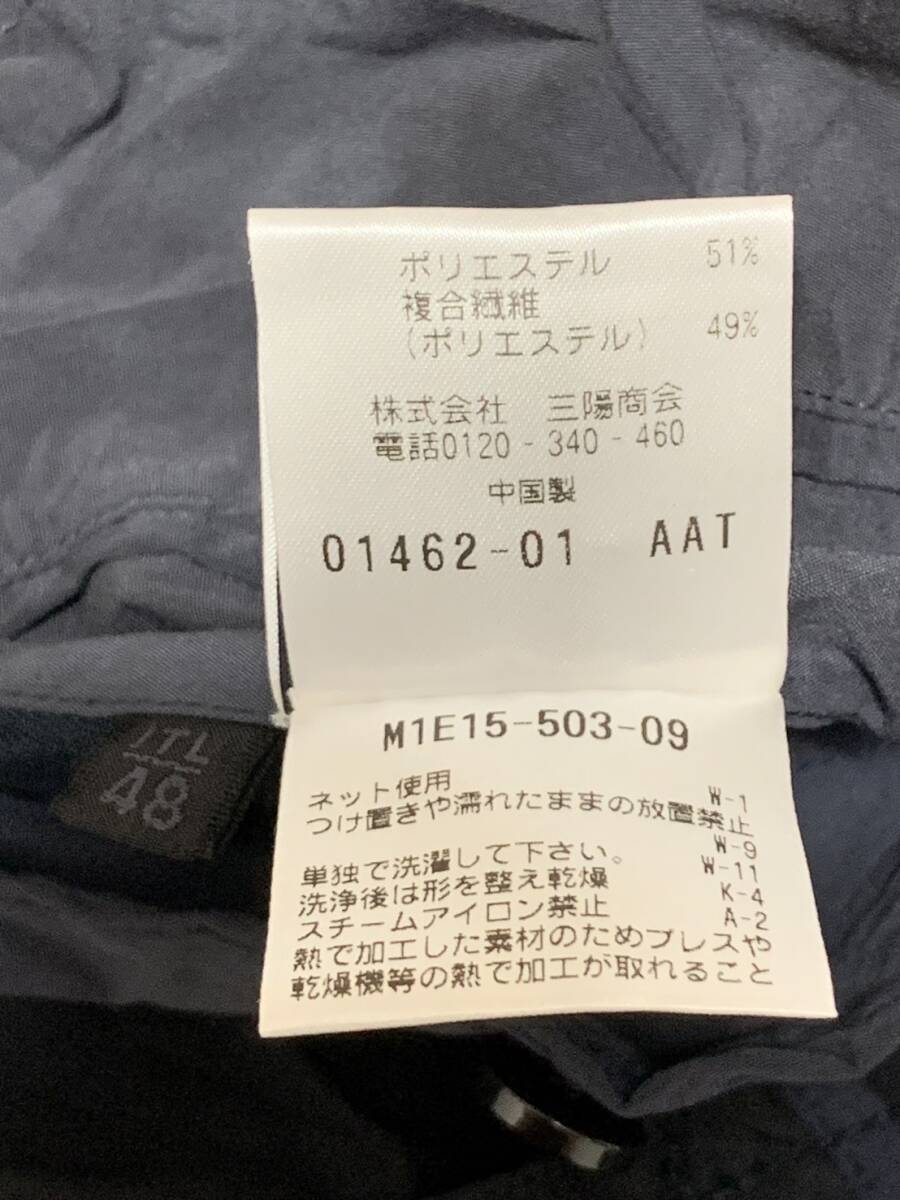 ポリエステル 51%
複合繊維
(ポリエステル) 49%
株式会社 三陽商会
電話0120-340-460
中国製
01462-01 AAT
M1E15-503-09
W-1
ネット使用
つけ置きや濡れたままの放置禁止
W-9
単独で洗濯して下さい。 W-11
洗浄後は形を整え乾燥 K-4
スチームアイロン禁止 A-2
熱で加工した素材のためプレスや
乾燥機等の熱で加工が取れること
ITL
48